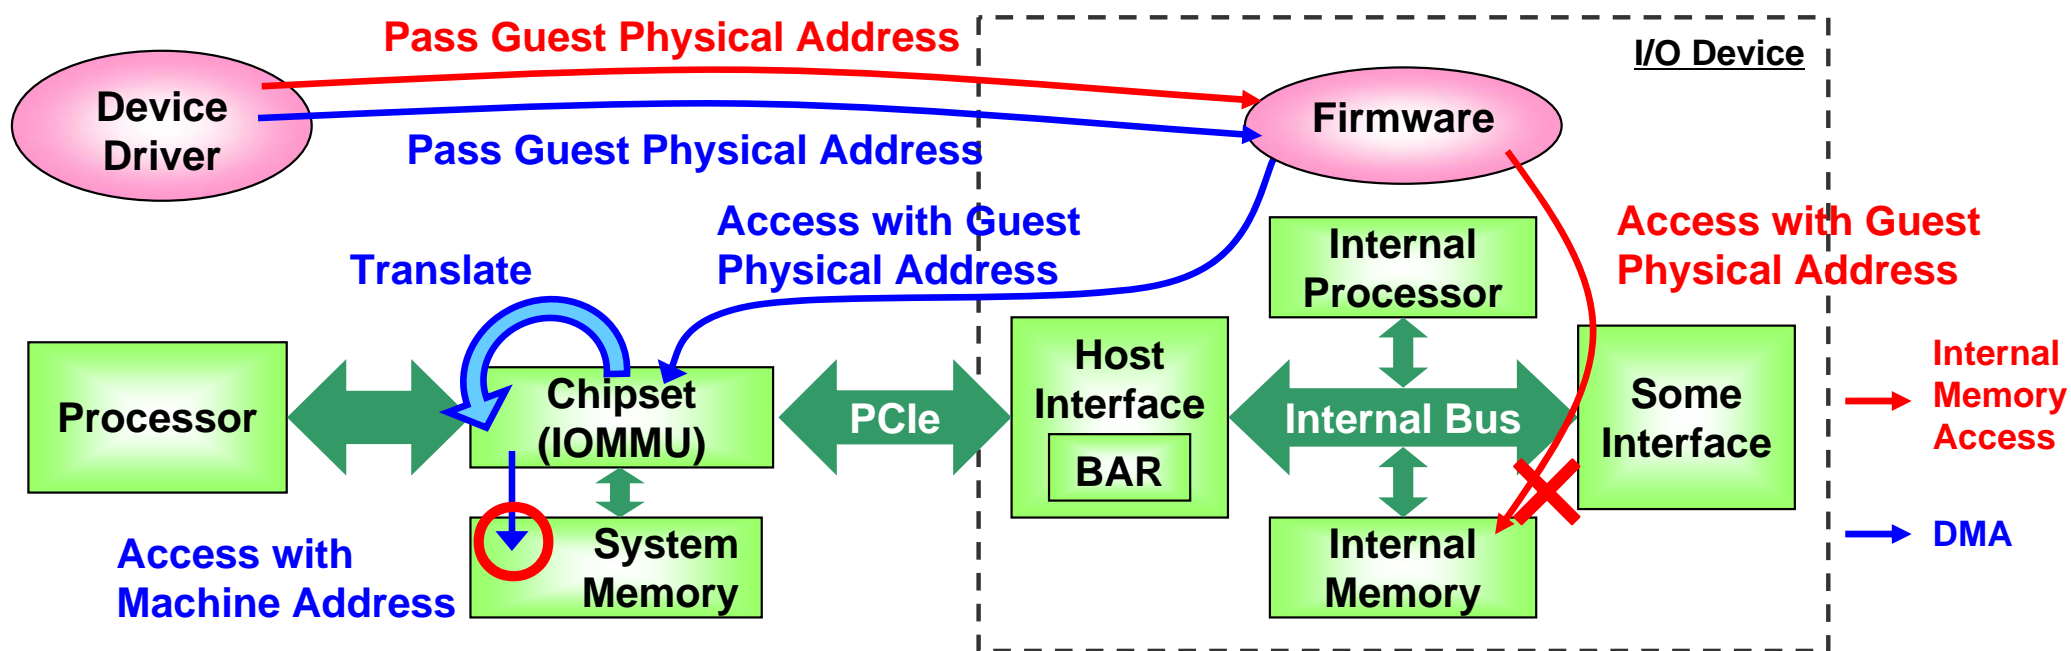 Pass Guest Physical Address
I/O Device
Device
Driver
Firmware
Pass Guest Physical Address
Access with Guest
Physical Address
Access with Guest
Physical Address
Translate
Internal
Processor
Processor
Chipset
(IOMMU)
PCIe
Host
Interface
BAR
Internal Bus
Some
Interface
Internal
Memory
Access
Access with
Machine Address
System
Memory
Internal
Memory
DMA